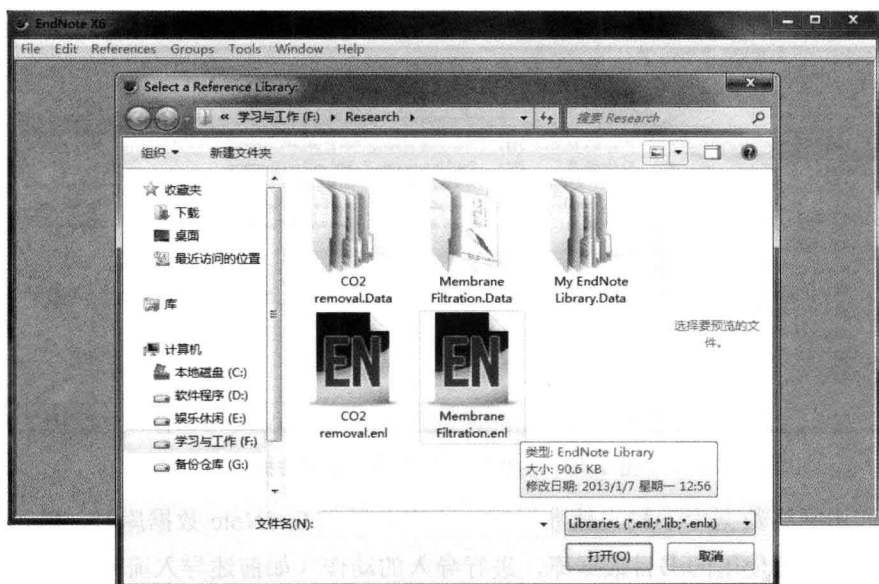 EndNote X6
File Edit References Groups Tools Window Help
Select a Reference Library:
« 学习与工作 (F:) ▸ Research ▸
搜索 Research
组织 ▾ 新建文件夹
收藏夹
下载
桌面
最近访问的位置
库
计算机
本地磁盘 (C:)
软件程序 (D:)
娱乐休闲 (E:)
学习与工作 (F:)
备份仓库 (G:)
CO2
removal.Data
Membrane
Filtration.Data
My EndNote
Library.Data
EN
CO2
removal.enl
EN
Membrane
Filtration.enl
选择要预览的文
件。
类型: EndNote Library
大小: 90.6 KB
修改日期: 2013/1/7 星期一 12:56
文件名(N):
Libraries (*.enl;*.lib;*.enlx)
打开(O)
取消